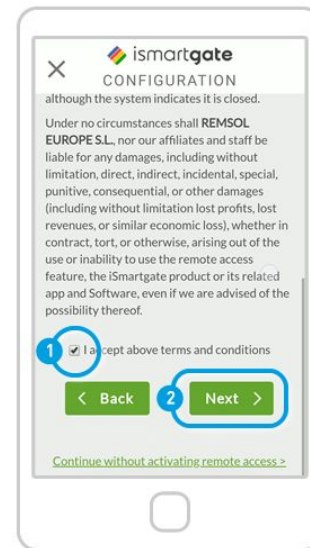 ismartgate
CONFIGURATION
although the system indicates it is closed.
Under no circumstances shall REMSOL
EUROPE S.L., nor our affiliates and staff be
liable for any damages, including without
limitation, direct, indirect, incidental, special,
punitive, consequential, or other damages
(including without limitation lost profits, lost
revenues, or similar economic loss), whether in
contract, tort, or otherwise, arising out of the
use or inability to use the remote access
feature, the iSmartgate product or its related
app and Software, even if we are advised of the
possibility thereof.
1 I accept above terms and conditions
< Back 2 Next >
Continue without activating remote access >